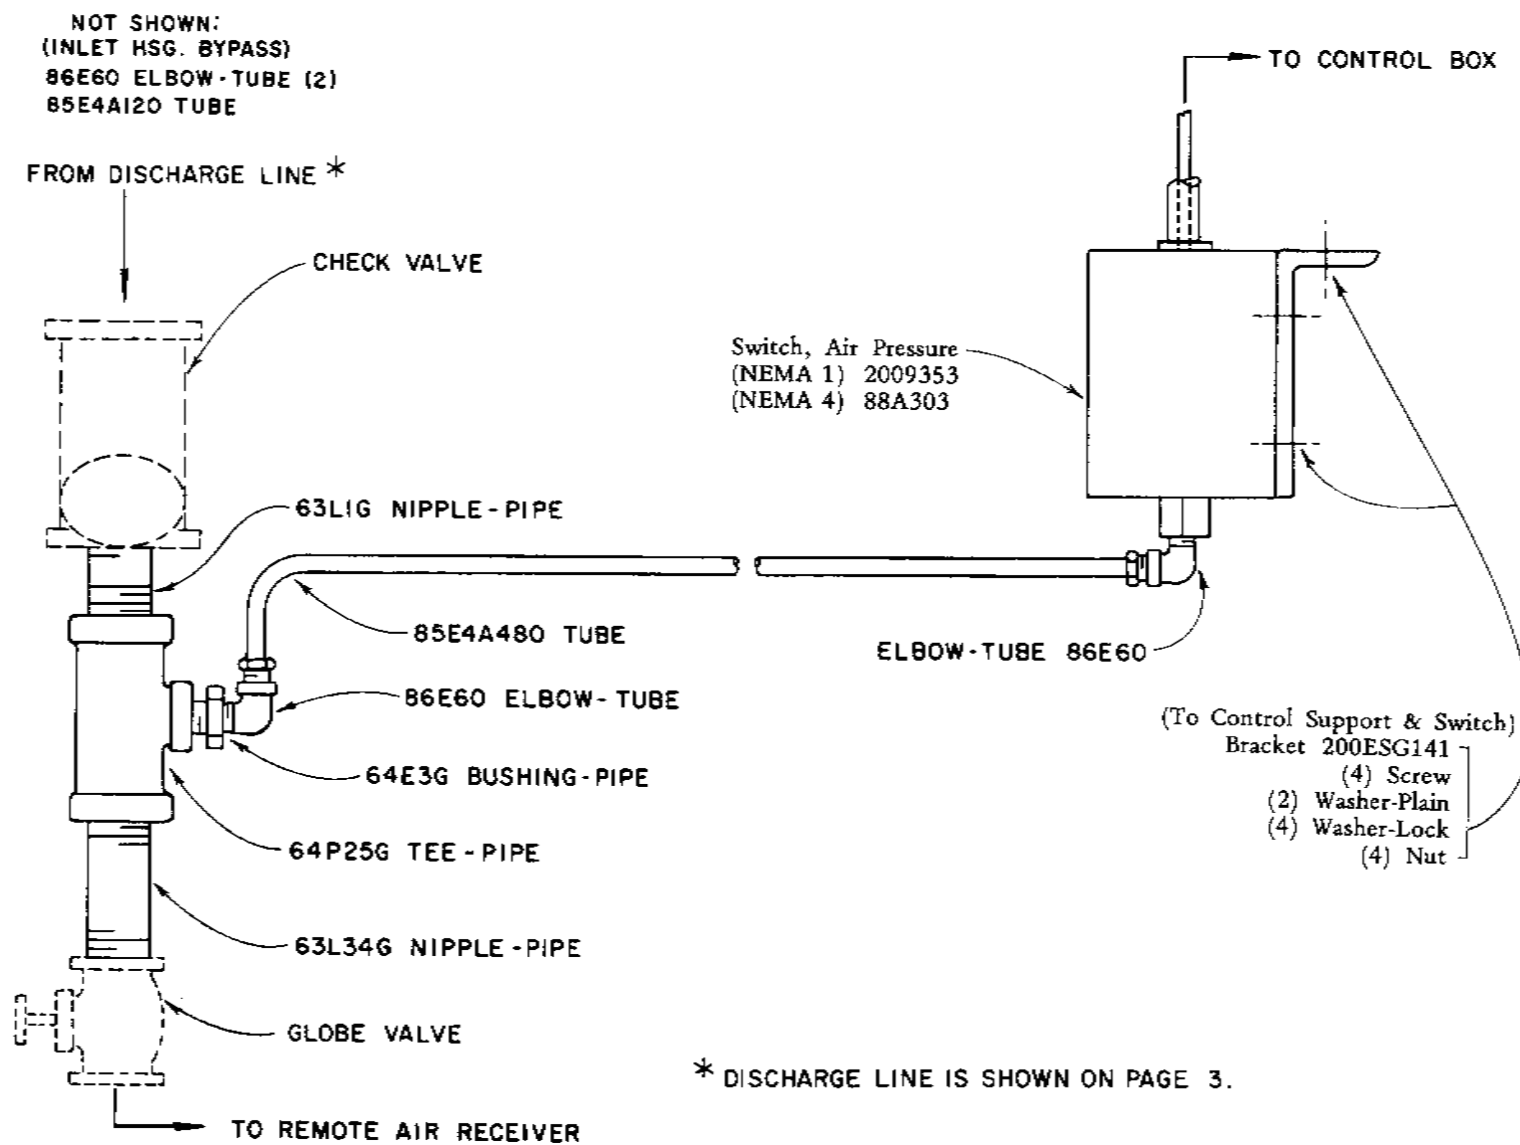 NOT SHOWN:
(INLET HSG. BYPASS)
86E60 ELBOW-TUBE (2)
85E4A120 TUBE
TO CONTROL BOX
FROM DISCHARGE LINE *
CHECK VALVE
Switch, Air Pressure
(NEMA 1) 2009353
(NEMA 4) 88A303
63L1G NIPPLE-PIPE
85E4A480 TUBE
ELBOW-TUBE 86E60
86E60 ELBOW-TUBE
64E3G BUSHING-PIPE
(To Control Support & Switch)
Bracket 200ESG141
(4) Screw
(2) Washer-Plain
(4) Washer-Lock
(4) Nut
64P25G TEE-PIPE
63L34G NIPPLE-PIPE
GLOBE VALVE
* DISCHARGE LINE IS SHOWN ON PAGE 3.
TO REMOTE AIR RECEIVER